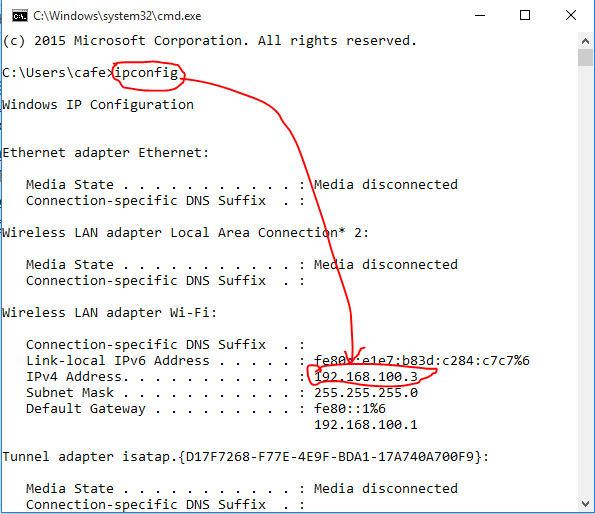 C:\Windows\system32\cmd.exe
(c) 2015 Microsoft Corporation. All rights reserved.
C:\Users\cafe>ipconfig
Windows IP Configuration
Ethernet adapter Ethernet:
Media State . . . . . . . . . . . : Media disconnected
Connection-specific DNS Suffix  . :
Wireless LAN adapter Local Area Connection* 2:
Media State . . . . . . . . . . . : Media disconnected
Connection-specific DNS Suffix  . :
Wireless LAN adapter Wi-Fi:
Connection-specific DNS Suffix  . :
Link-local IPv6 Address . . . . . : fe80::e1e7:b83d:c284:c7c7%6
IPv4 Address. . . . . . . . . . . : 192.168.100.3
Subnet Mask . . . . . . . . . . . : 255.255.255.0
Default Gateway . . . . . . . . . : fe80::1%6
192.168.100.1
Tunnel adapter isatap.{D17F7268-F77E-4E9F-BDA1-17A740A700F9}:
Media State . . . . . . . . . . . : Media disconnected
Connection-specific DNS Suffix  . :